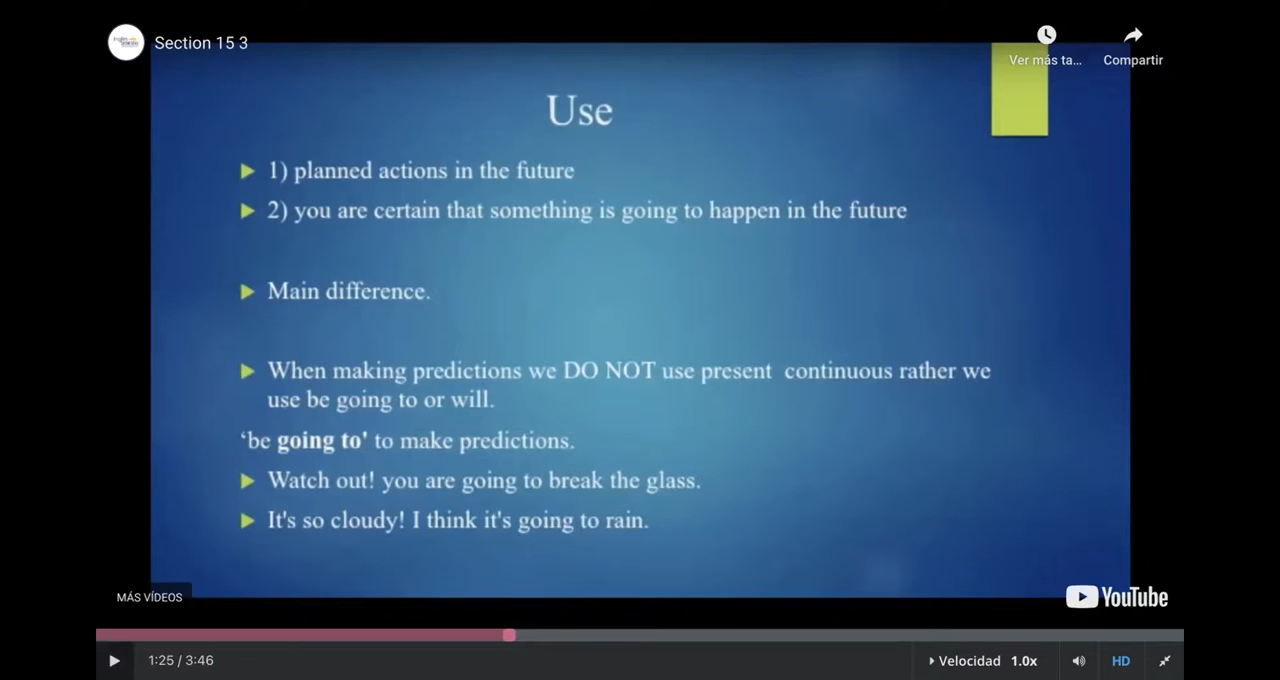 Section 15 3
Ver más ta...
Compartir
Use
1) planned actions in the future
2) you are certain that something is going to happen in the future
Main difference.
When making predictions we DO NOT use present continuous rather we
use be going to or will.
‘be going to' to make predictions.
Watch out! you are going to break the glass.
It's so cloudy! I think it's going to rain.
MÁS VÍDEOS
YouTube
1:25 / 3:46
Velocidad 1.0x
HD